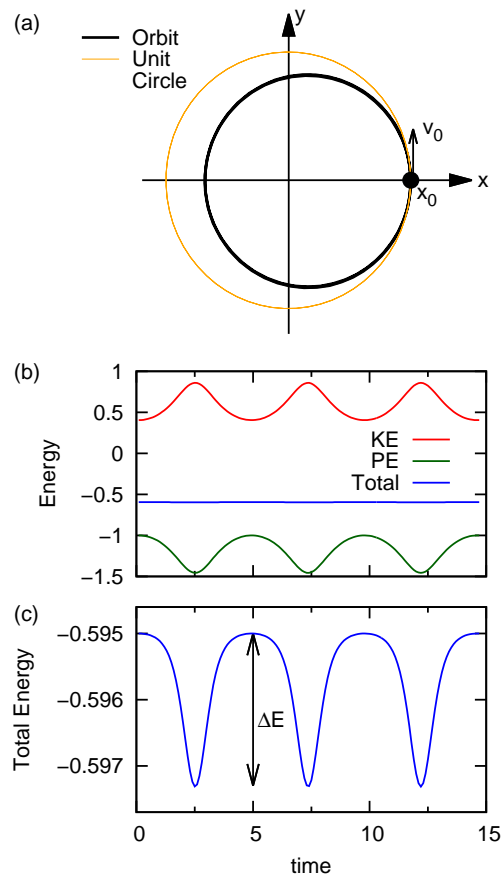 (a)
y
Orbit
Unit
Circle
v0
x
x0
(b)
1
0.5
0
−0.5
−1
−1.5
Energy
KE
PE
Total
(c)
−0.595
−0.596
−0.597
Total Energy
ΔE
0 5 10 15
time